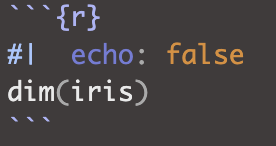 ```{r}
#|  echo: false
dim(iris)
```